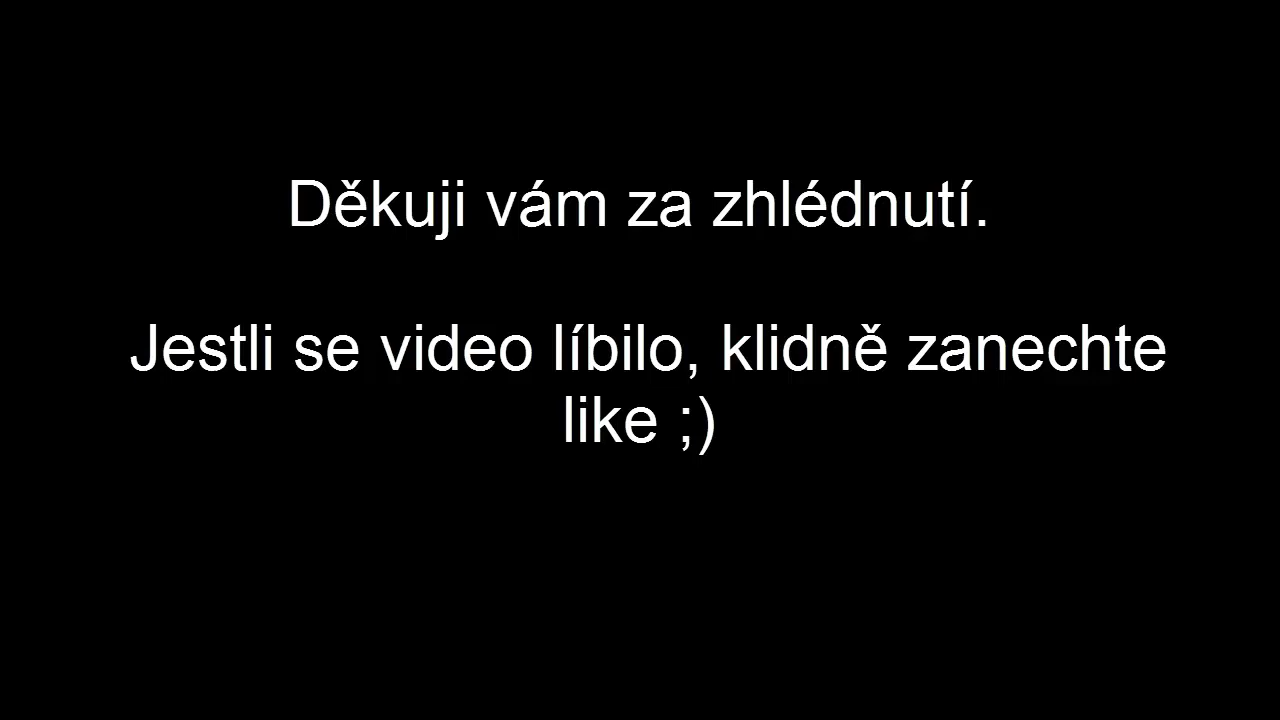 Děkuji vám za zhlédnutí.
Jestli se video líbilo, klidně zanechte
like ;)